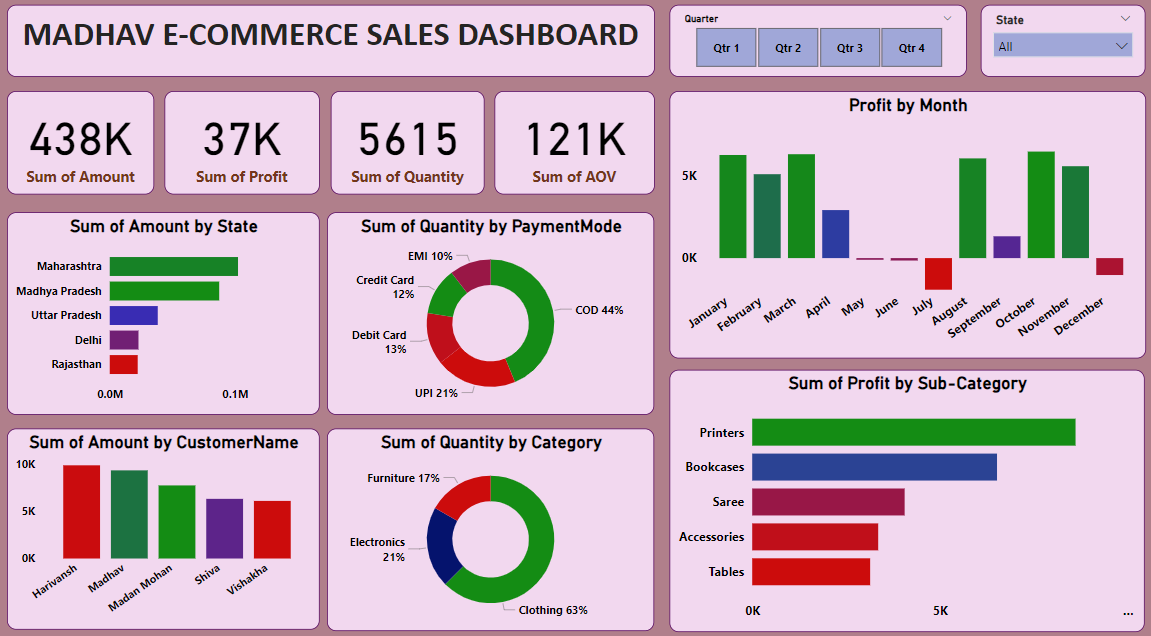 MADHAV E-COMMERCE SALES DASHBOARD
Quarter
Qtr 1 Qtr 2 Qtr 3 Qtr 4
State
All
438K
Sum of Amount
37K
Sum of Profit
5615
Sum of Quantity
121K
Sum of AOV
Profit by Month
5K
0K
January February March April May June July August September October November December
Sum of Amount by State
Maharashtra
Madhya Pradesh
Uttar Pradesh
Delhi
Rajasthan
0.0M 0.1M
Sum of Quantity by PaymentMode
EMI 10%
Credit Card
12%
COD 44%
Debit Card
13%
UPI 21%
Sum of Profit by Sub-Category
Printers
Bookcases
Saree
Accessories
Tables
0K 5K ...
Sum of Amount by CustomerName
10K
5K
0K
Harivansh Madhav Madan Mohan Shiva Vishakha
Sum of Quantity by Category
Furniture 17%
Electronics
21%
Clothing 63%